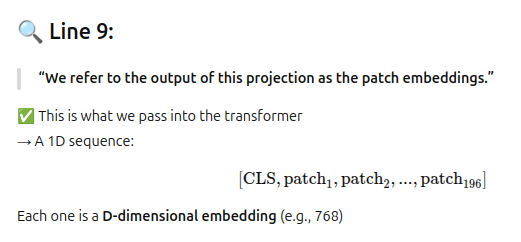 🔍 Line 9:
“We refer to the output of this projection as the patch embeddings.”
✅ This is what we pass into the transformer
→ A 1D sequence:
[CLS, patch₁, patch₂, ..., patch₁₉₆]
Each one is a D-dimensional embedding (e.g., 768)